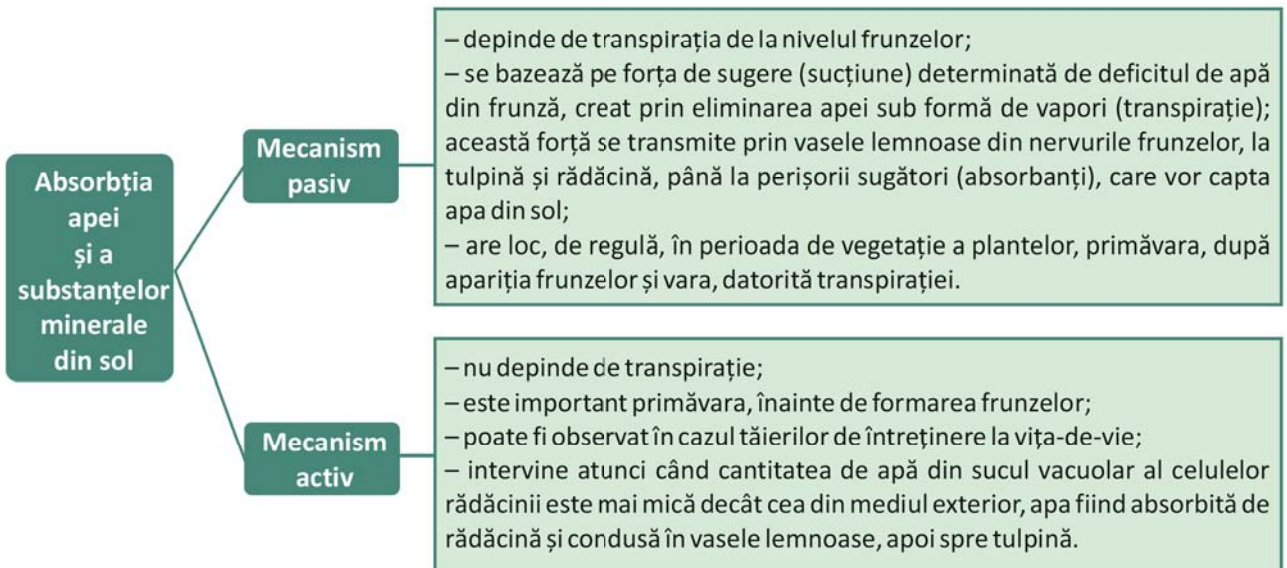 Absorbția
apei
și a
substanțelor
minerale
din sol
Mecanism
pasiv
– depinde de transpirația de la nivelul frunzelor;
– se bazează pe forța de sugere (sucțiune) determinată de deficitul de apă
din frunză, creat prin eliminarea apei sub formă de vapori (transpirație);
această forță se transmite prin vasele lemnoase din nervurile frunzelor, la
tulpină și rădăcină, până la perișorii sugători (absorbanți), care vor capta
apa din sol;
– are loc, de regulă, în perioada de vegetație a plantelor, primăvara, după
apariția frunzelor și vara, datorită transpirației.
Mecanism
activ
– nu depinde de transpirație;
– este important primăvara, înainte de formarea frunzelor;
– poate fi observat în cazul tăierilor de întreținere la vița-de-vie;
– intervine atunci când cantitatea de apă din sucul vacuolar al celulelor
rădăcinii este mai mică decât cea din mediul exterior, apa fiind absorbită de
rădăcină și condusă în vasele lemnoase, apoi spre tulpină.